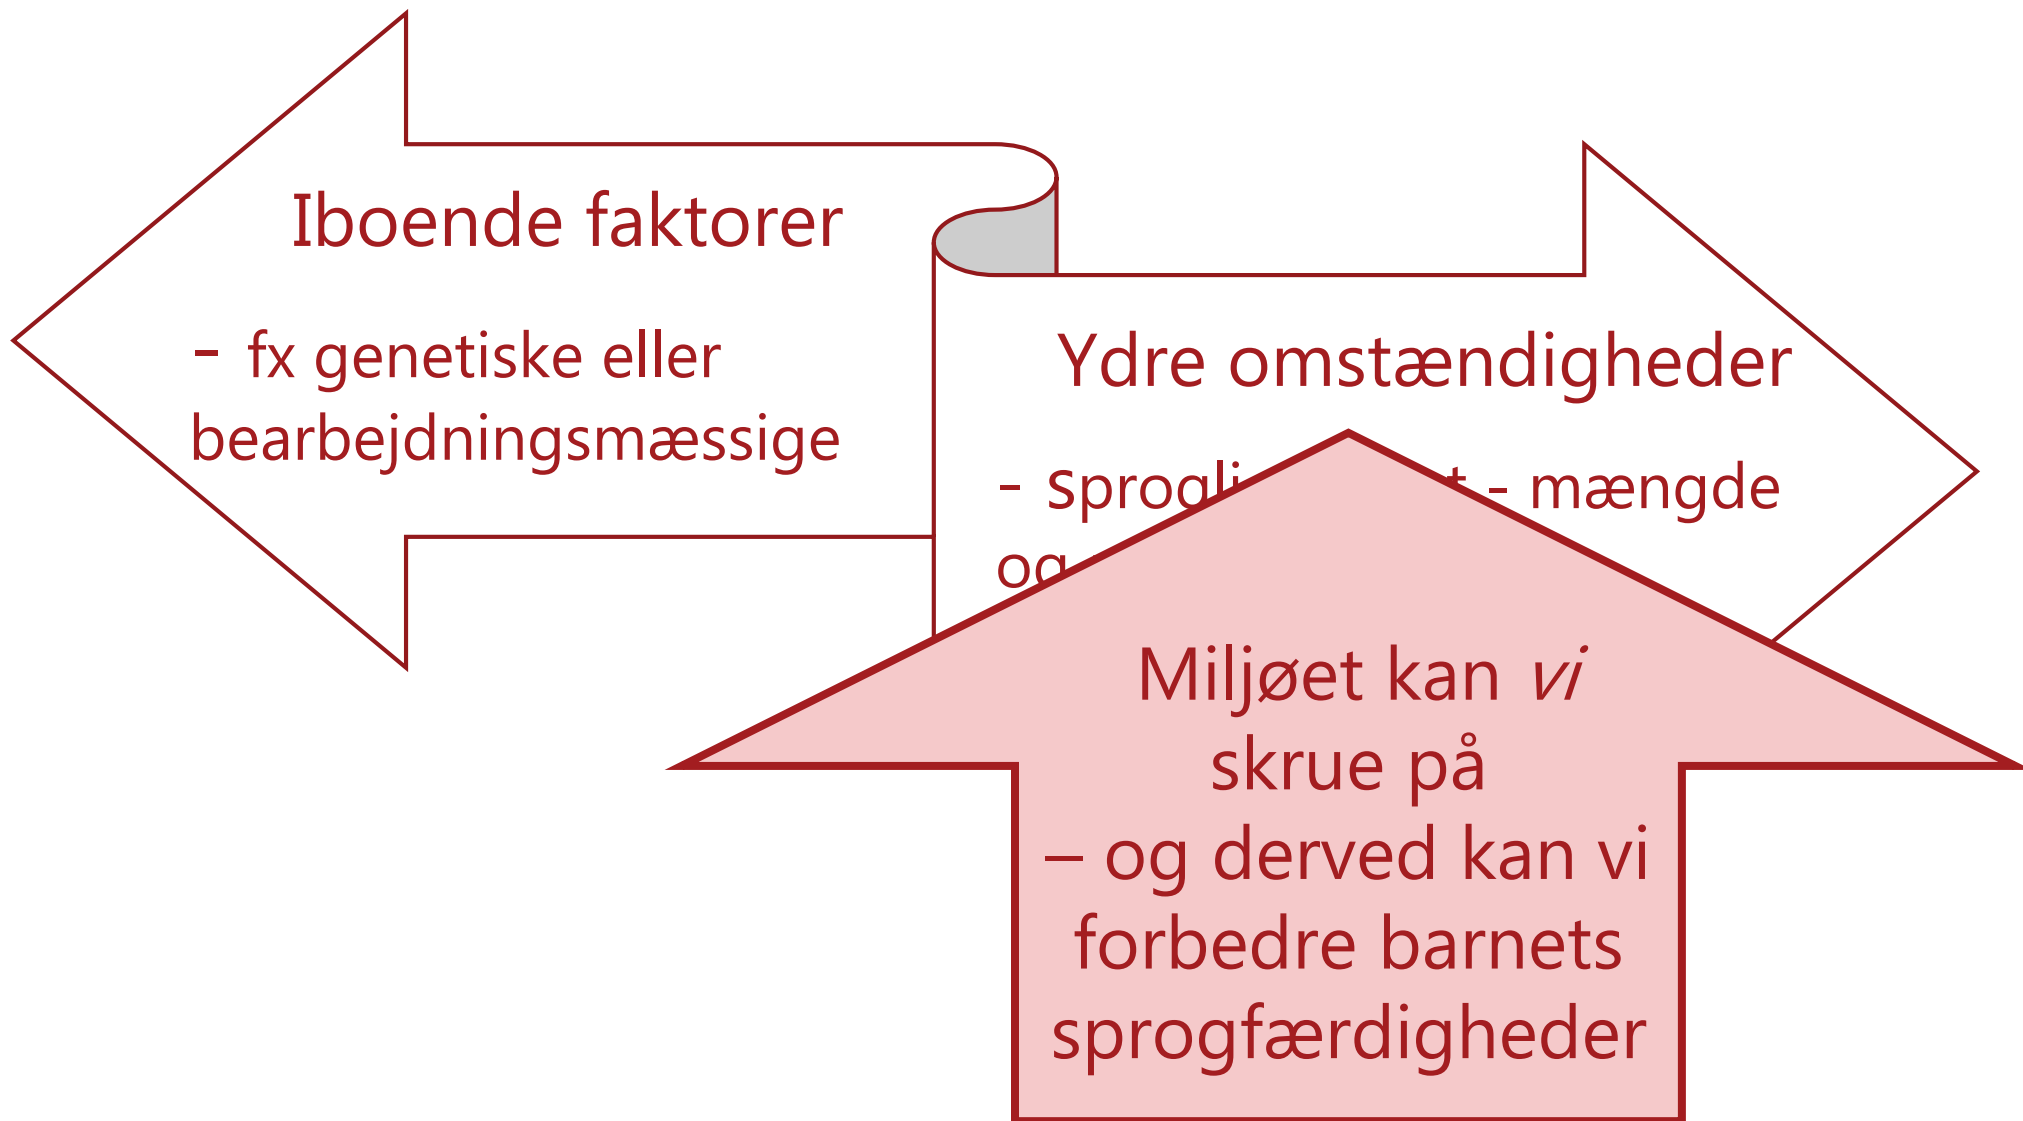 Iboende faktorer
- fx genetiske eller
bearbejdningsmæssige
Ydre omstændigheder
- - mængde
og
Miljøet kan vi
skrue på
– og derved kan vi
forbedre barnets
sprogfærdigheder